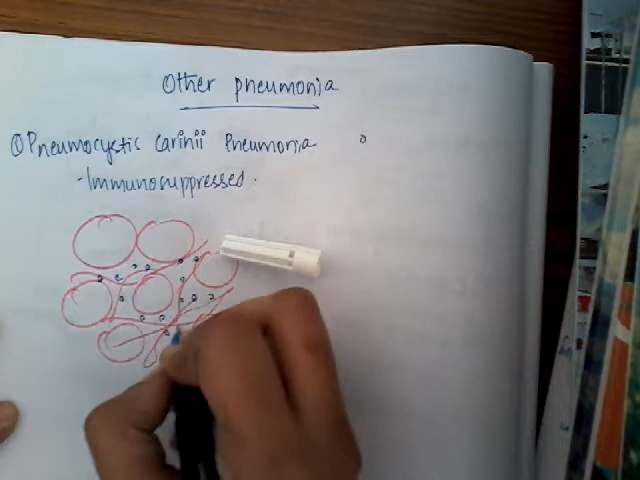 Other pneumonia
① Pneumocystic Carinii Pneumonia
- Immunosuppressed.